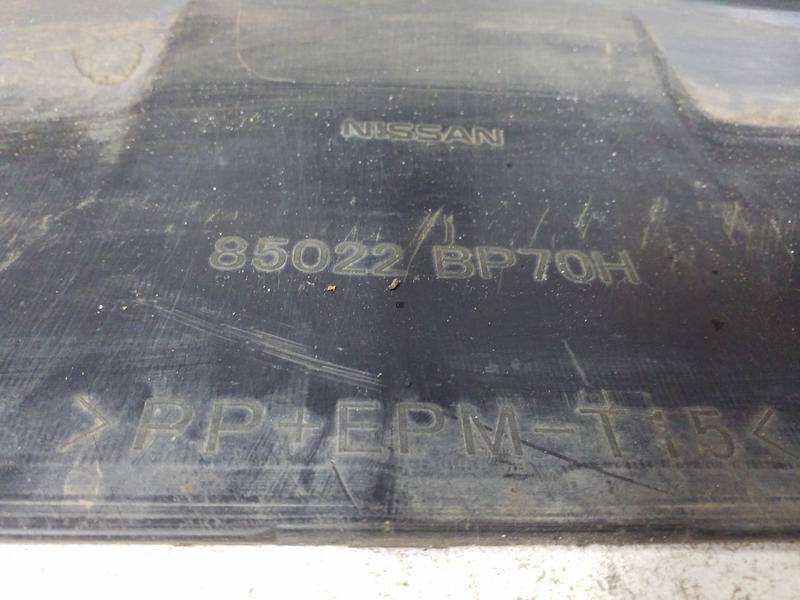 NISSAN
85022 BP70H
>PP+EPM-T15<